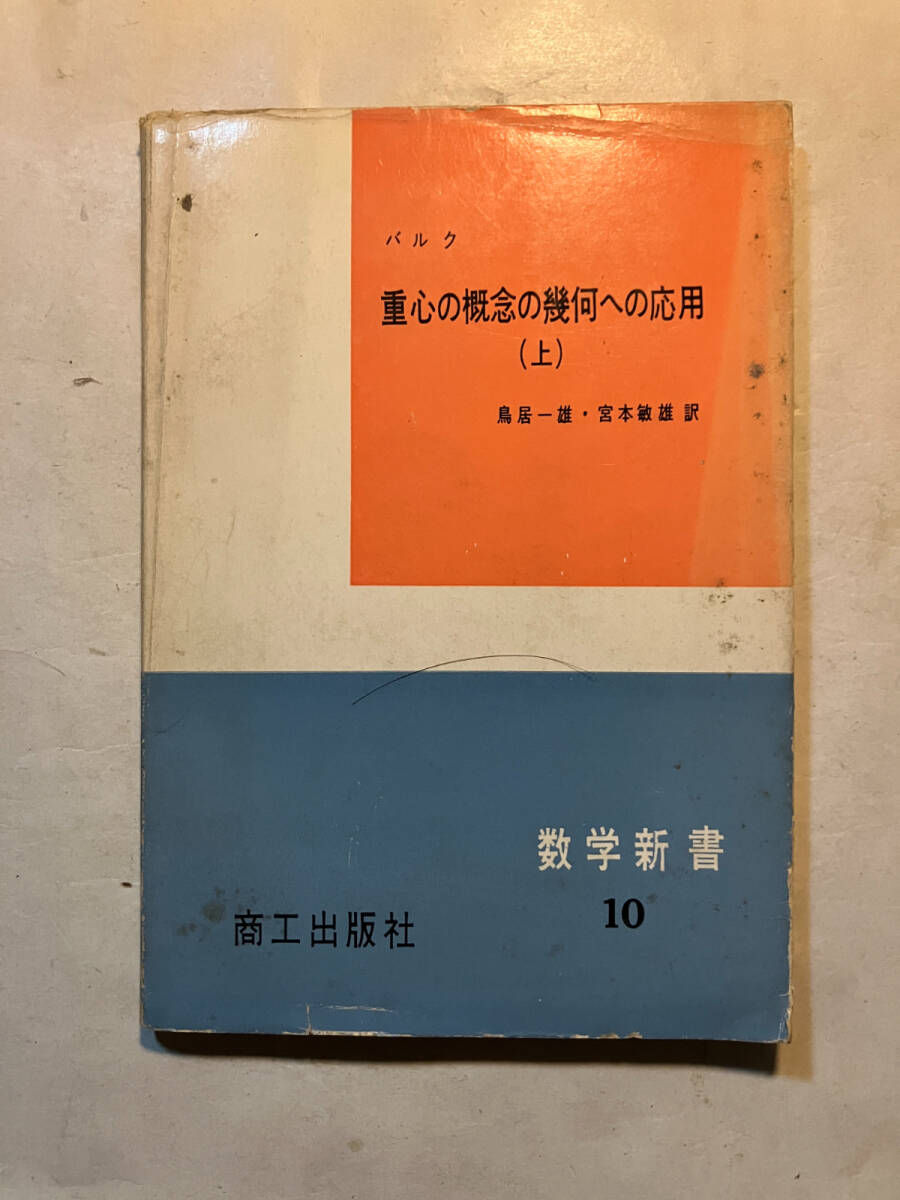 バルク
重心の概念の幾何への応用
(上)
鳥居一雄・宮本敏雄 訳
数学新書
10
商工出版社